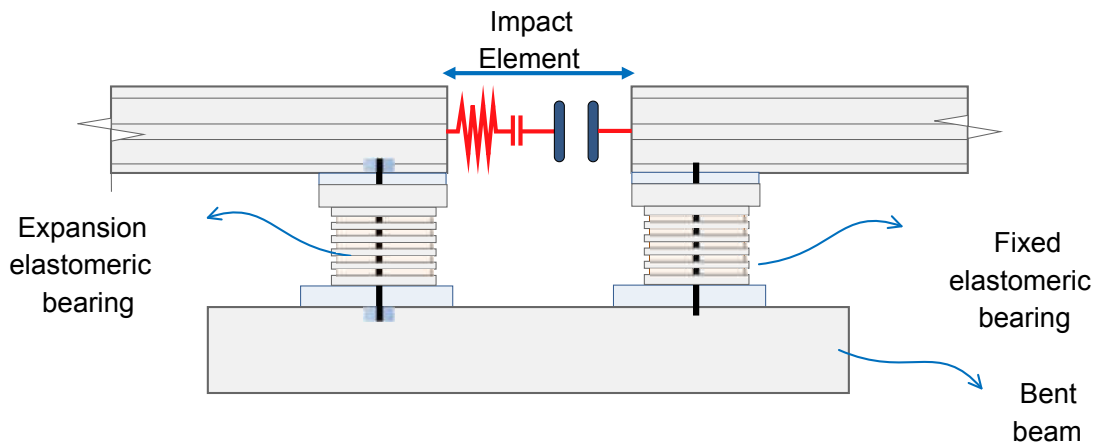 Impact
Element
Expansion
elastomeric
bearing
Fixed
elastomeric
bearing
Bent
beam